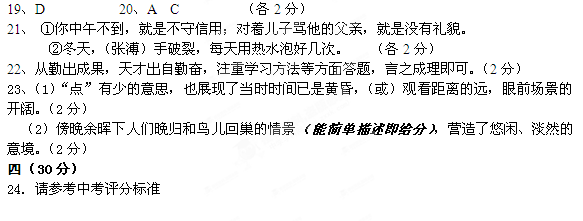 19、D 20、A C （各2分）
21、 ①你中午不到，就是不守信用；对着儿子骂他的父亲，就是没有礼貌。
②冬天，（张溥）手破裂，每天用热水泡好几次。 （各2分）
22、从勤出成果，天才出自勤奋，注重学习方法等方面答题，言之成理即可。（2分）
23、（1）“点”有少的意思，也展现了当时时间已是黄昏，（或）观看距离的远，眼前场景的
开阔。（2分）
（2）傍晚余晖下人们晚归和鸟儿回巢的情景（能简单描述即给分），营造了悠闲、淡然的
意境。（2分）
四（30分）
24．请参考中考评分标准